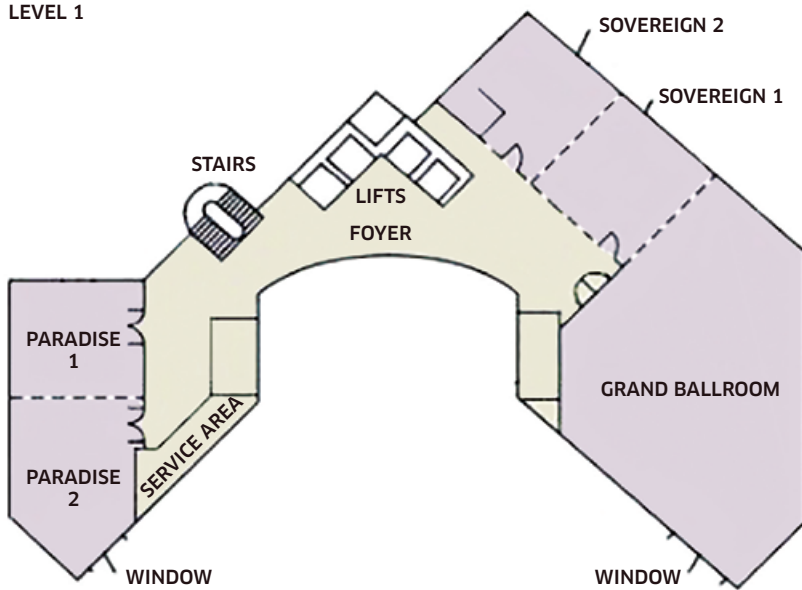 LEVEL 1
SOVEREIGN 2
SOVEREIGN 1
STAIRS
LIFTS
FOYER
PARADISE
1
GRAND BALLROOM
SERVICE AREA
PARADISE
2
WINDOW
WINDOW